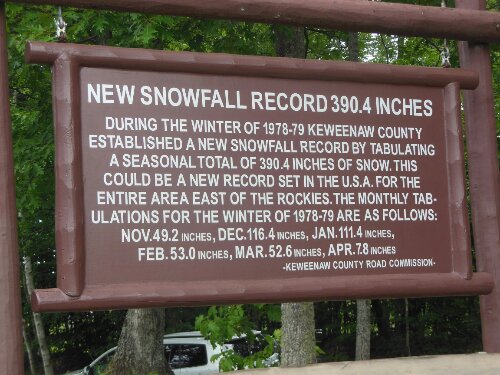 NEW SNOWFALL RECORD 390.4 INCHES
DURING THE WINTER OF 1978-79 KEWEENAW COUNTY
ESTABLISHED A NEW SNOWFALL RECORD BY TABULATING
A SEASONAL TOTAL OF 390.4 INCHES OF SNOW. THIS
COULD BE A NEW RECORD SET IN THE U.S.A. FOR THE
ENTIRE AREA EAST OF THE ROCKIES. THE MONTHLY TAB-
ULATIONS FOR THE WINTER OF 1978-79 ARE AS FOLLOWS:
NOV. 49.2 INCHES, DEC. 116.4 INCHES, JAN. 111.4 INCHES,
FEB. 53.0 INCHES, MAR. 52.6 INCHES, APR. 7.8 INCHES
-KEWEENAW COUNTY ROAD COMMISSION-